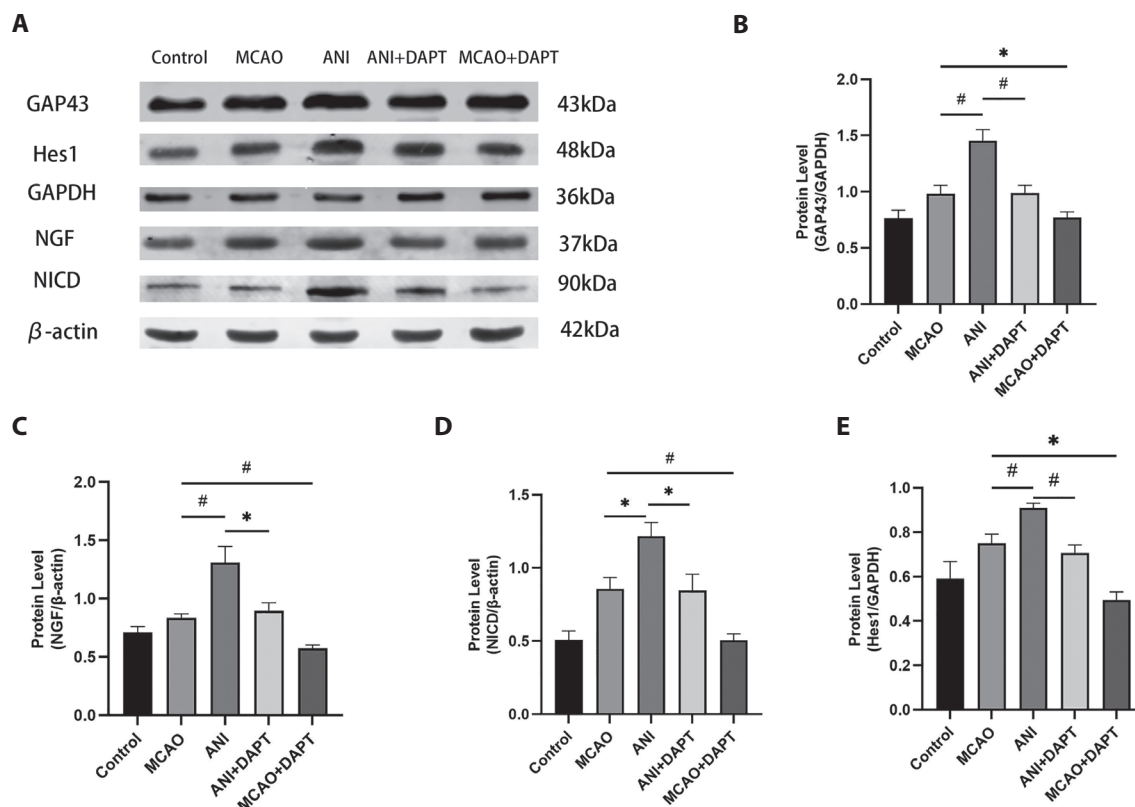 A
Control MCAO ANI ANI+DAPT MCAO+DAPT
GAP43 43kDa
Hes1 48kDa
GAPDH 36kDa
NGF 37kDa
NICD 90kDa
β-actin 42kDa
B
Protein Level
(GAP43/GAPDH)
2.0
1.5
1.0
0.5
0.0
*
#
#
Control
MCAO
ANI
ANI+DAPT
MCAO+DAPT
C
Protein Level
(NGF/β-actin)
2.0
1.5
1.0
0.5
0.0
#
#
*
Control
MCAO
ANI
ANI+DAPT
MCAO+DAPT
D
Protein Level
(NICD/β-actin)
1.5
1.0
0.5
0.0
#
*
*
Control
MCAO
ANI
ANI+DAPT
MCAO+DAPT
E
Protein Level
(Hes1/GAPDH)
1.0
0.8
0.6
0.4
0.2
0.0
*
#
#
Control
MCAO
ANI
ANI+DAPT
MCAO+DAPT